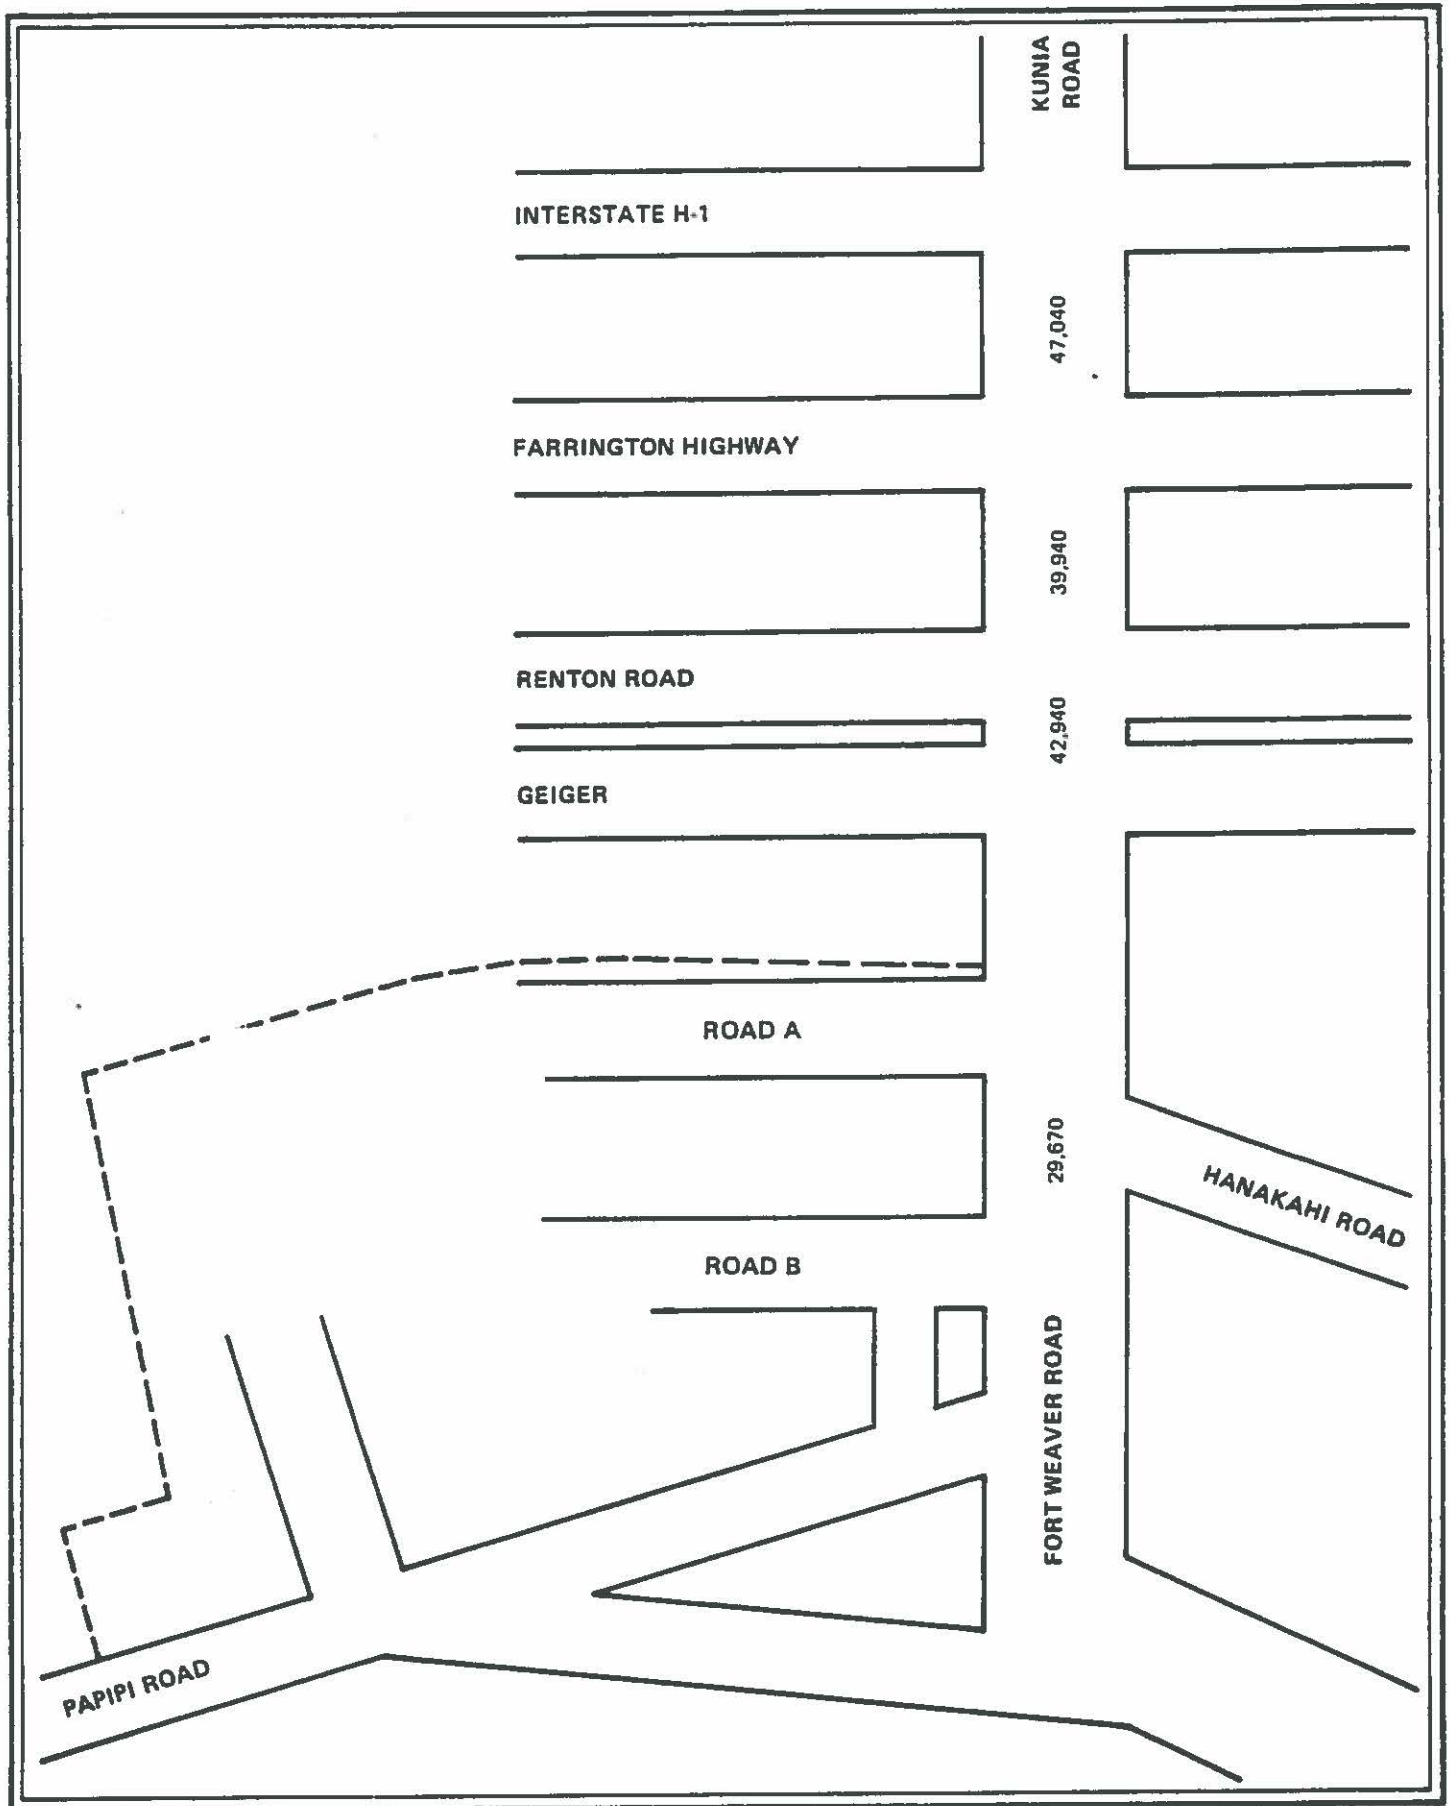 KUNIA
ROAD
INTERSTATE H-1
47,040
FARRINGTON HIGHWAY
39,940
RENTON ROAD
42,940
GEIGER
ROAD A
29,670
HANAKAHI ROAD
ROAD B
FORT WEAVER ROAD
PAPIPI ROAD